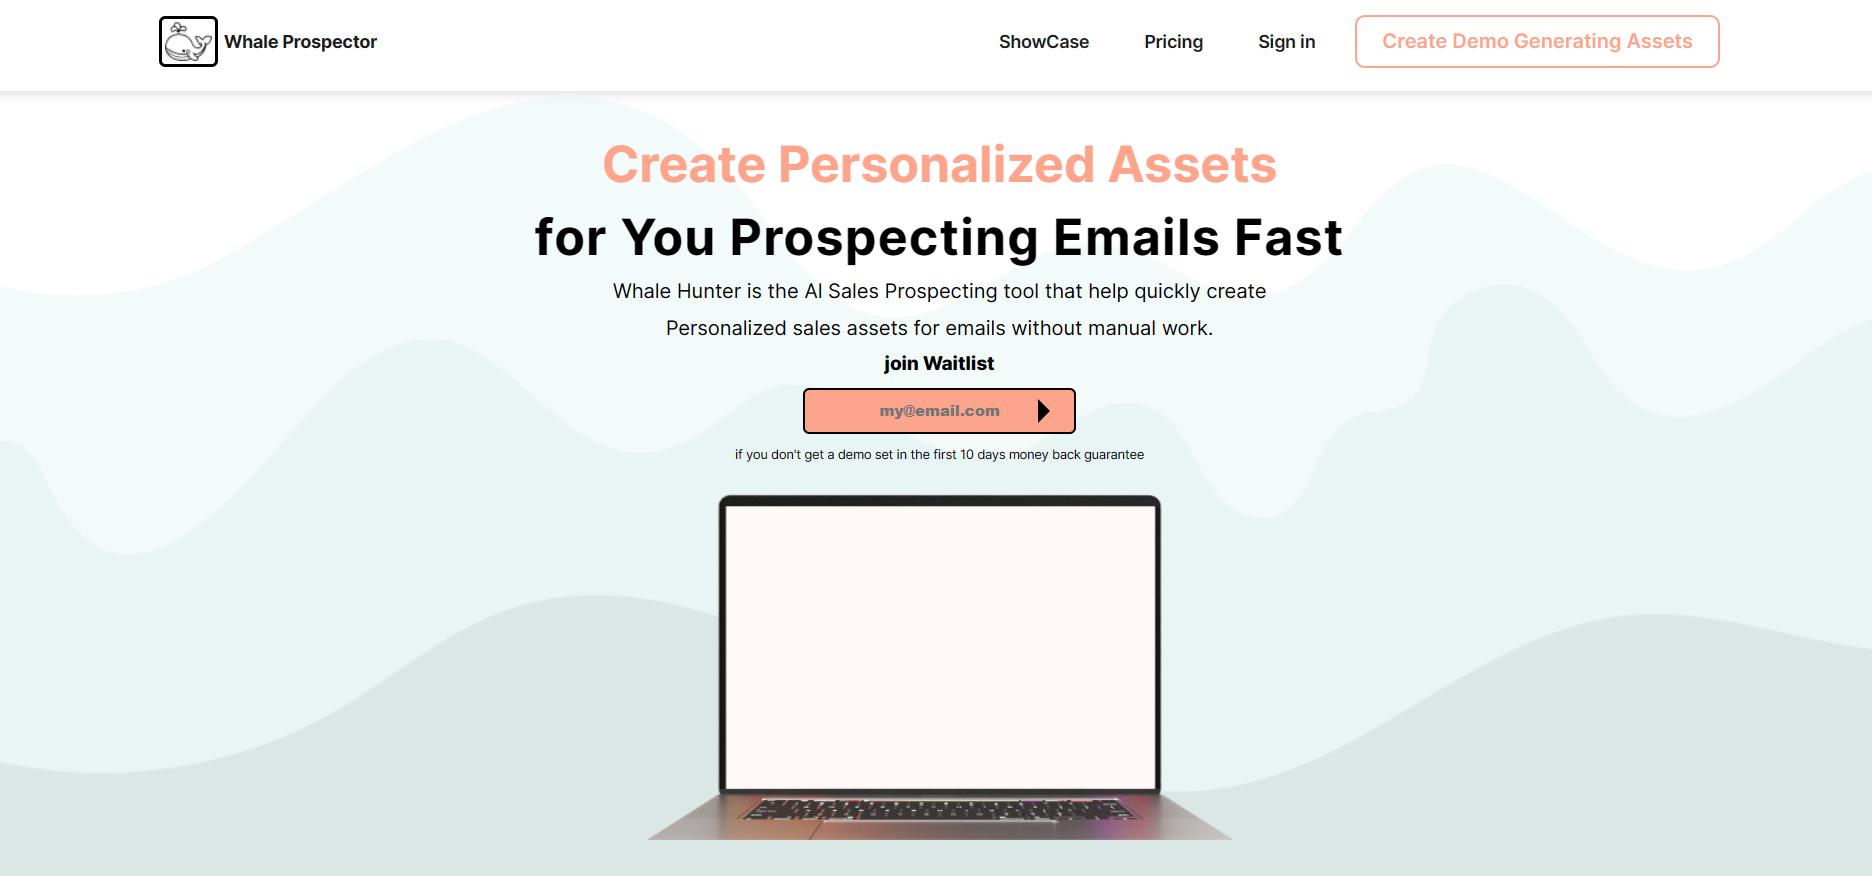 Whale Prospector
ShowCase
Pricing
Sign in
Create Demo Generating Assets
Create Personalized Assets
for You Prospecting Emails Fast
Whale Hunter is the AI Sales Prospecting tool that help quickly create
Personalized sales assets for emails without manual work.
join Waitlist
my@email.com
if you don't get a demo set in the first 10 days money back guarantee